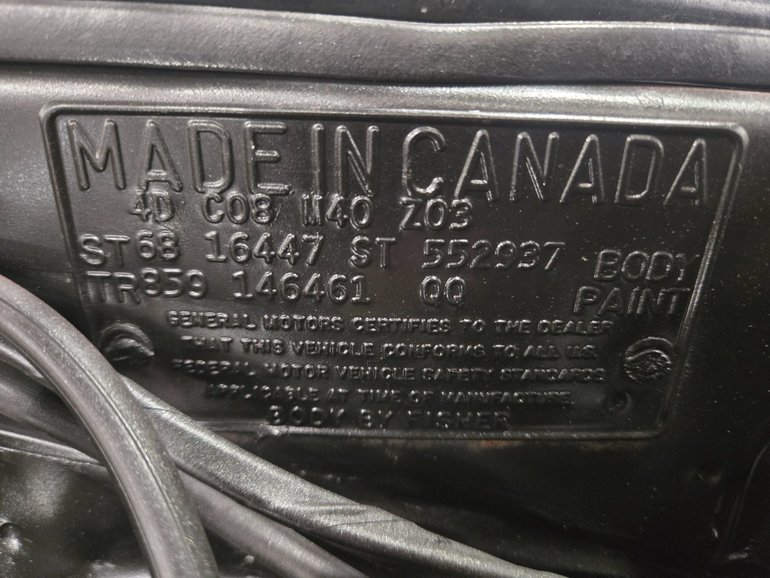 MADE IN CANADA
4D C08 M40 Z03
ST68 16447 ST 552937 BODY
TR859 146461 QQ PAINT
GENERAL MOTORS CERTIFIES TO THE DEALER
THAT THIS VEHICLE CONFORMS TO ALL U.S.
FEDERAL MOTOR VEHICLE SAFETY STANDARDS
APPLICABLE AT TIME OF MANUFACTURE
BODY BY FISHER